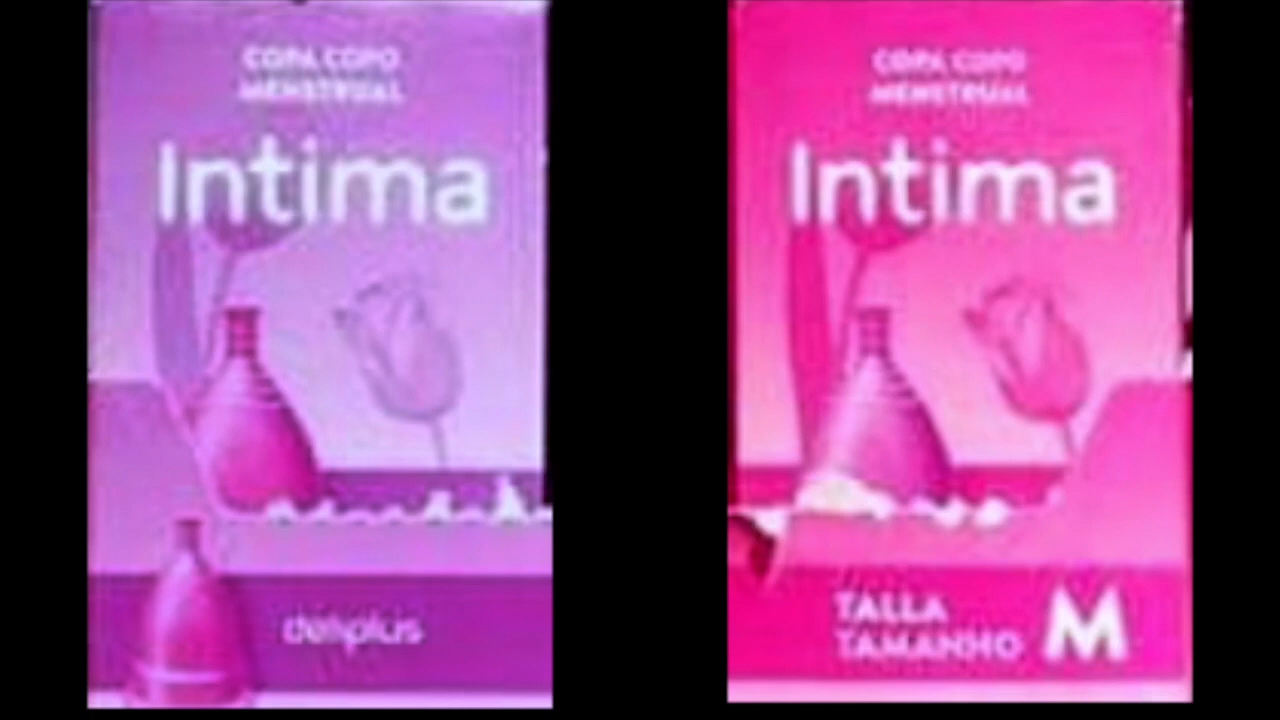 COPA COPO
MENSTRUAL
Intima
deliplus
COPA COPO
MENSTRUAL
Intima
TALLA
TAMANHO
M